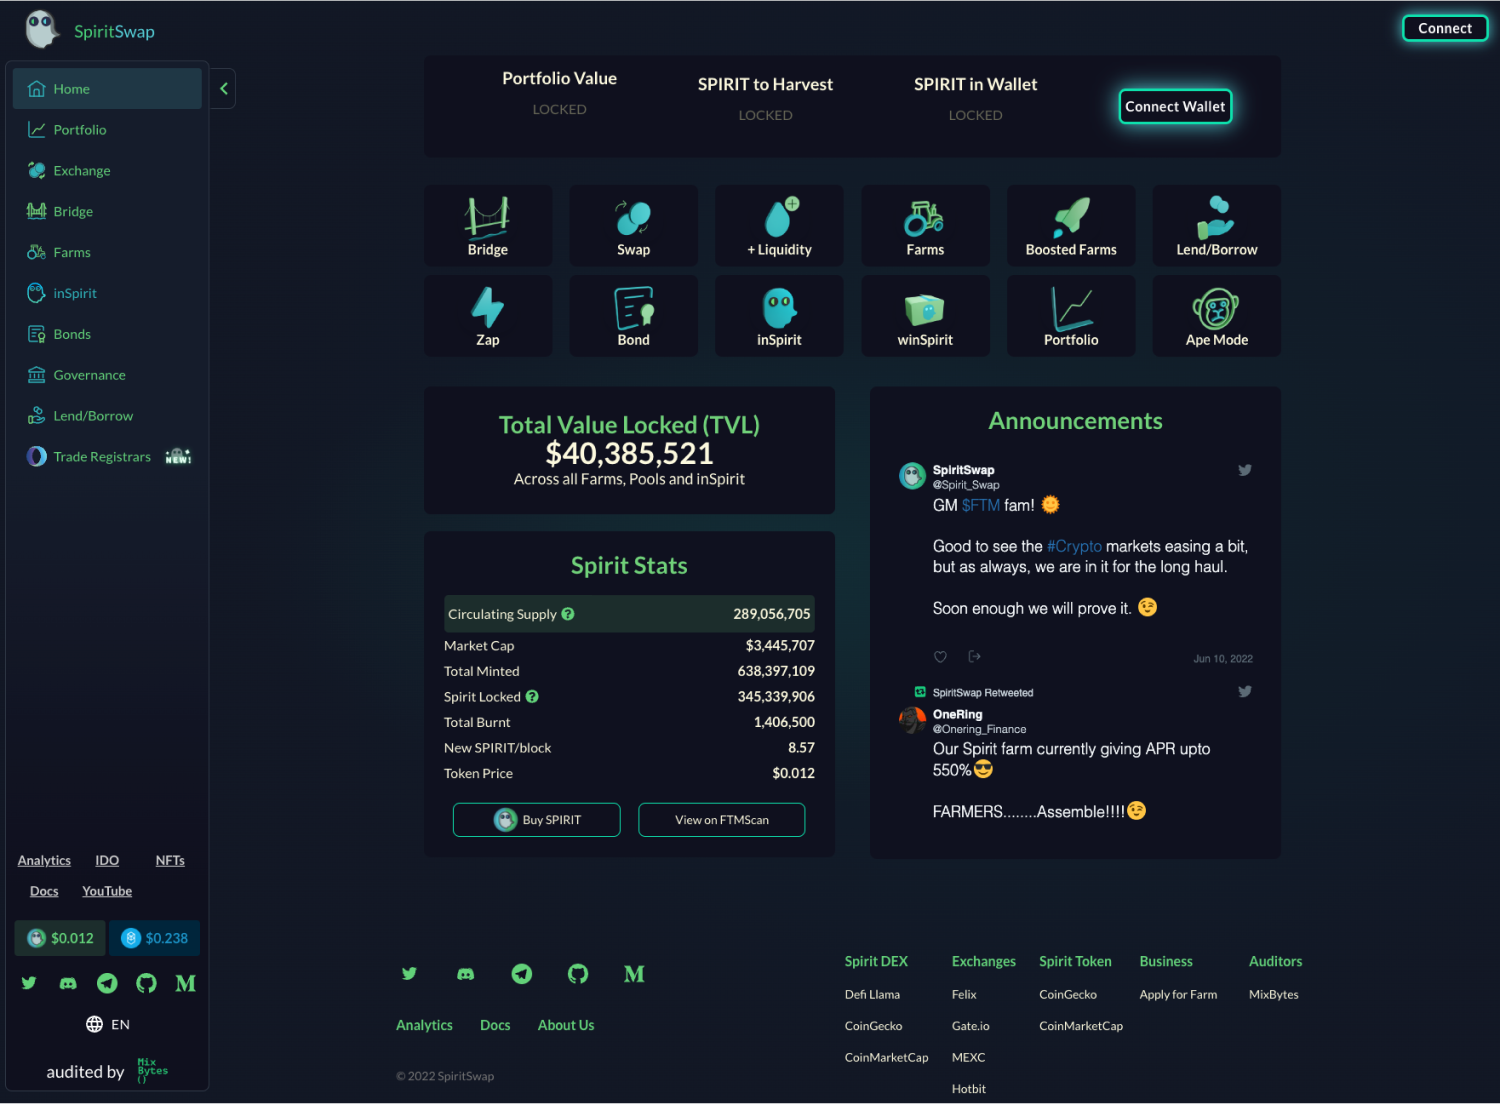 SpiritSwap
Connect
Home
Portfolio
Exchange
Bridge
Farms
inSpirit
Bonds
Governance
Lend/Borrow
Trade Registrars NEW!
Analytics IDO NFTs
Docs YouTube
$0.012 $0.238
EN
audited by Mix
Bytes
()
Portfolio Value
LOCKED
SPIRIT to Harvest
LOCKED
SPIRIT in Wallet
LOCKED
Connect Wallet
Bridge
Swap
+ Liquidity
Farms
Boosted Farms
Lend/Borrow
Zap
Bond
inSpirit
winSpirit
Portfolio
Ape Mode
Total Value Locked (TVL)
$40,385,521
Across all Farms, Pools and inSpirit
Spirit Stats
Circulating Supply ? 289,056,705
Market Cap $3,445,707
Total Minted 638,397,109
Spirit Locked ? 345,339,906
Total Burnt 1,406,500
New SPIRIT/block 8.57
Token Price $0.012
Buy SPIRIT
View on FTMScan
Announcements
SpiritSwap
@Spirit_Swap
GM $FTM fam! 🌞
Good to see the #Crypto markets easing a bit,
but as always, we are in it for the long haul.
Soon enough we will prove it. 😉
Jun 10, 2022
SpiritSwap Retweeted
OneRing
@Onering_Finance
Our Spirit farm currently giving APR upto
550%😎
FARMERS........Assemble!!!!😉
M
Analytics Docs About Us
© 2022 SpiritSwap
Spirit DEX
Defi Llama
CoinGecko
CoinMarketCap
Exchanges
Felix
Gate.io
MEXC
Hotbit
Spirit Token
CoinGecko
CoinMarketCap
Business
Apply for Farm
Auditors
MixBytes